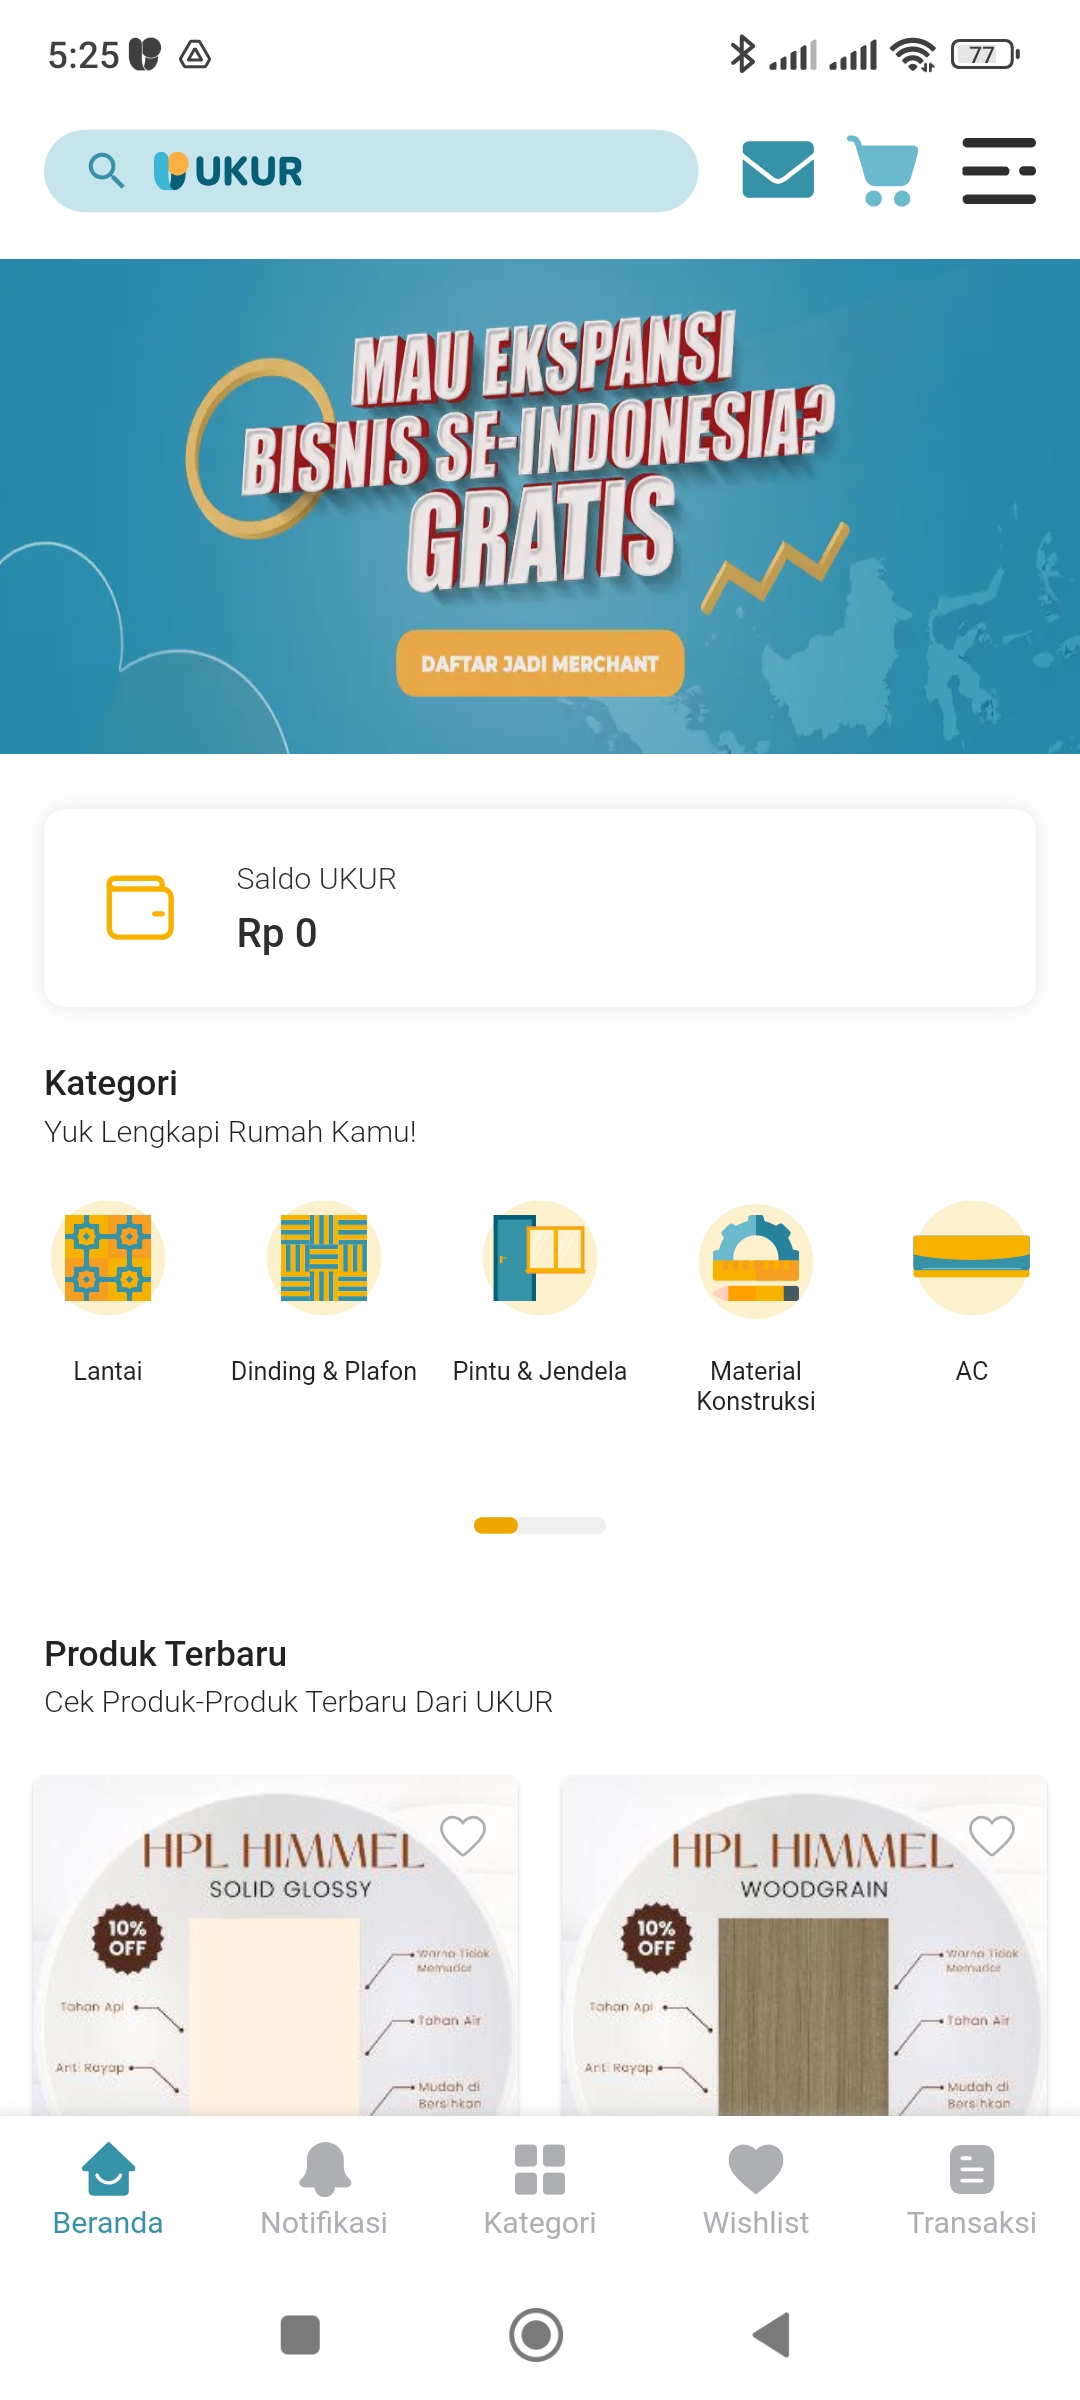 5:25
77
UKUR
MAU EKSPANSI
BISNIS SE-INDONESIA?
GRATIS
DAFTAR JADI MERCHANT
Saldo UKUR
Rp 0
Kategori
Yuk Lengkapi Rumah Kamu!
Lantai
Dinding & Plafon
Pintu & Jendela
Material
Konstruksi
AC
Produk Terbaru
Cek Produk-Produk Terbaru Dari UKUR
HPL HIMMEL
SOLID GLOSSY
10%
OFF
Warna Tidak
Memudar
Tahan Api
Tahan Air
Anti Rayap
Mudah di
Bersihkan
HPL HIMMEL
WOODGRAIN
10%
OFF
Warna Tidak
Memudar
Tahan Api
Tahan Air
Anti Rayap
Mudah di
Bersihkan
Beranda
Notifikasi
Kategori
Wishlist
Transaksi